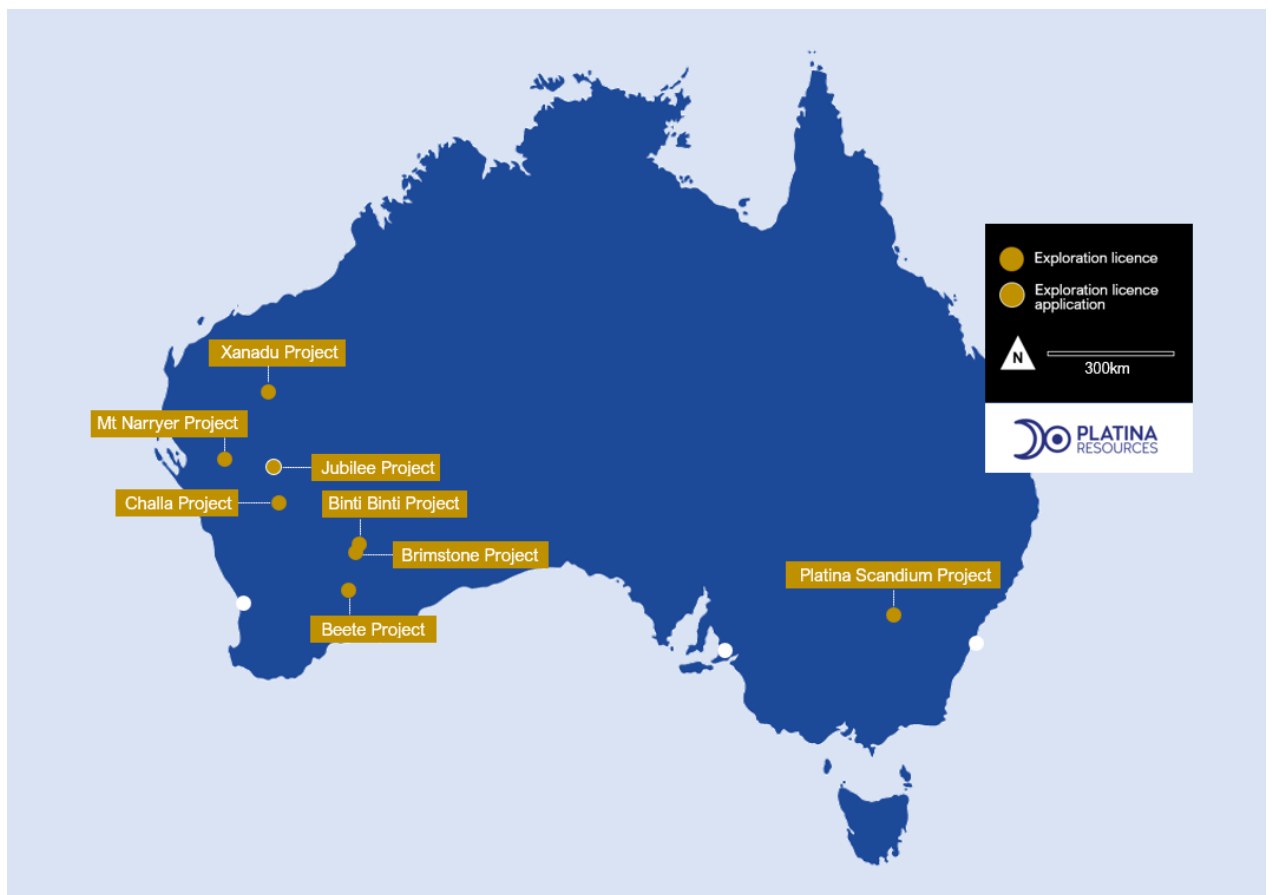 Exploration licence
Exploration licence
application
N
300km
PLATINA
RESOURCES
Xanadu Project
Mt Narryer Project
Jubilee Project
Challa Project
Binti Binti Project
Brimstone Project
Platina Scandium Project
Beete Project